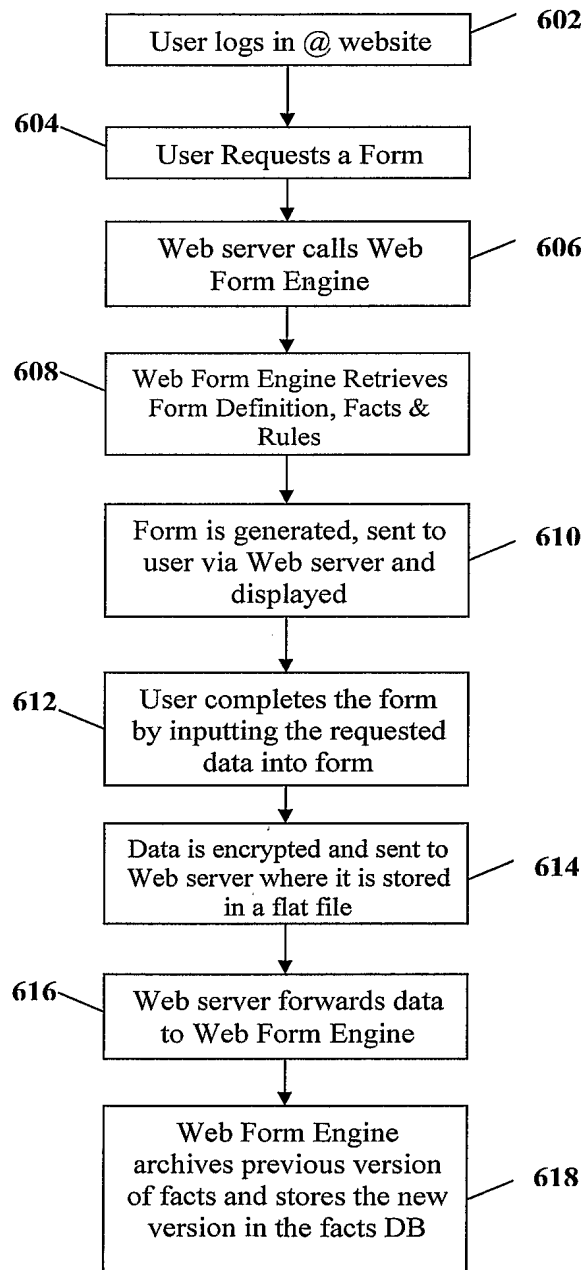 602
User logs in @ website
604
User Requests a Form
Web server calls Web
Form Engine
606
608
Web Form Engine Retrieves
Form Definition, Facts &
Rules
Form is generated, sent to
user via Web server and
displayed
610
612
User completes the form
by inputting the requested
data into form
Data is encrypted and sent to
Web server where it is stored
in a flat file
614
616
Web server forwards data
to Web Form Engine
Web Form Engine
archives previous version
of facts and stores the new
version in the facts DB
618